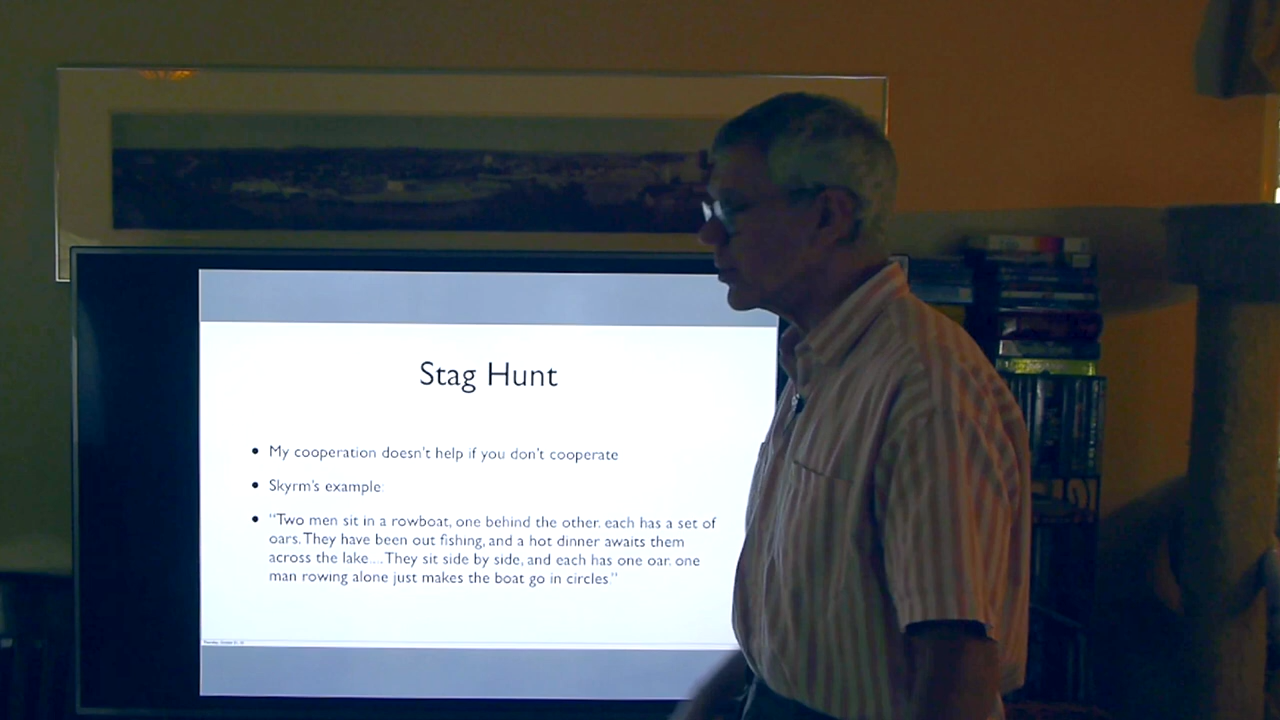 Stag Hunt
• My cooperation doesn't help if you don't cooperate
• Skyrm's example:
• "Two men sit in a rowboat, one behind the other. each has a set of
oars. They have been out fishing, and a hot dinner awaits them
across the lake.... They sit side by side, and each has one oar. one
man rowing alone just makes the boat go in circles."